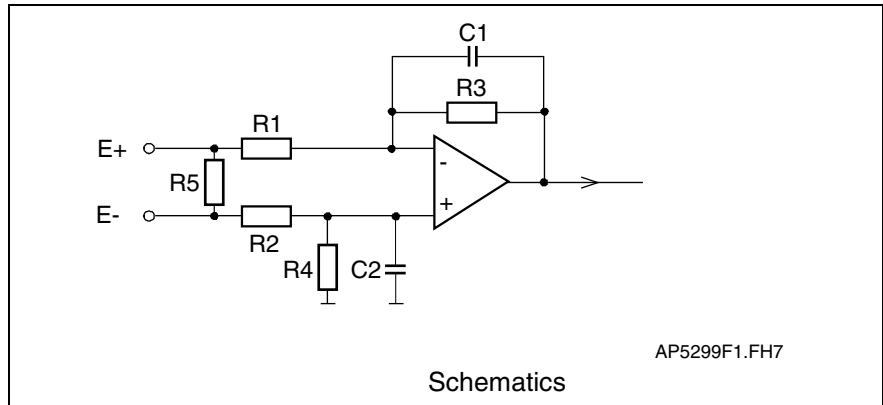 C1
R3
R1
E+
-
R5
+
E-
R2
R4
C2
AP5299F1.FH7
Schematics